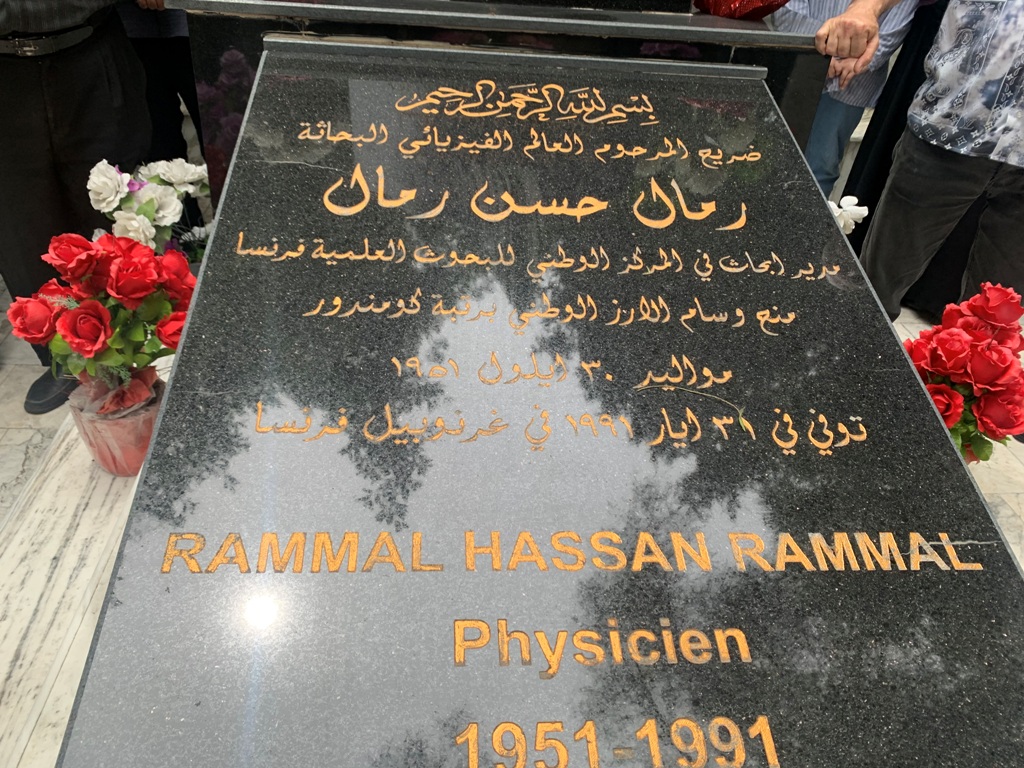 بسم الله الرحمن الرحيم
ضريح المرحوم العالم الفيزيائي البحاثة
رمال حسن رمال
مدير ابحاث في المركز الوطني للبحوث العلمية فرنسا
منح وسام الارز الوطني برتبة كومندور
مواليد ٣٠ ايلول ١٩٥١
توفي في ٣١ ايار ١٩٩١ في غرنوبيل فرنسا
RAMMAL HASSAN RAMMAL
Physicien
1951-1991